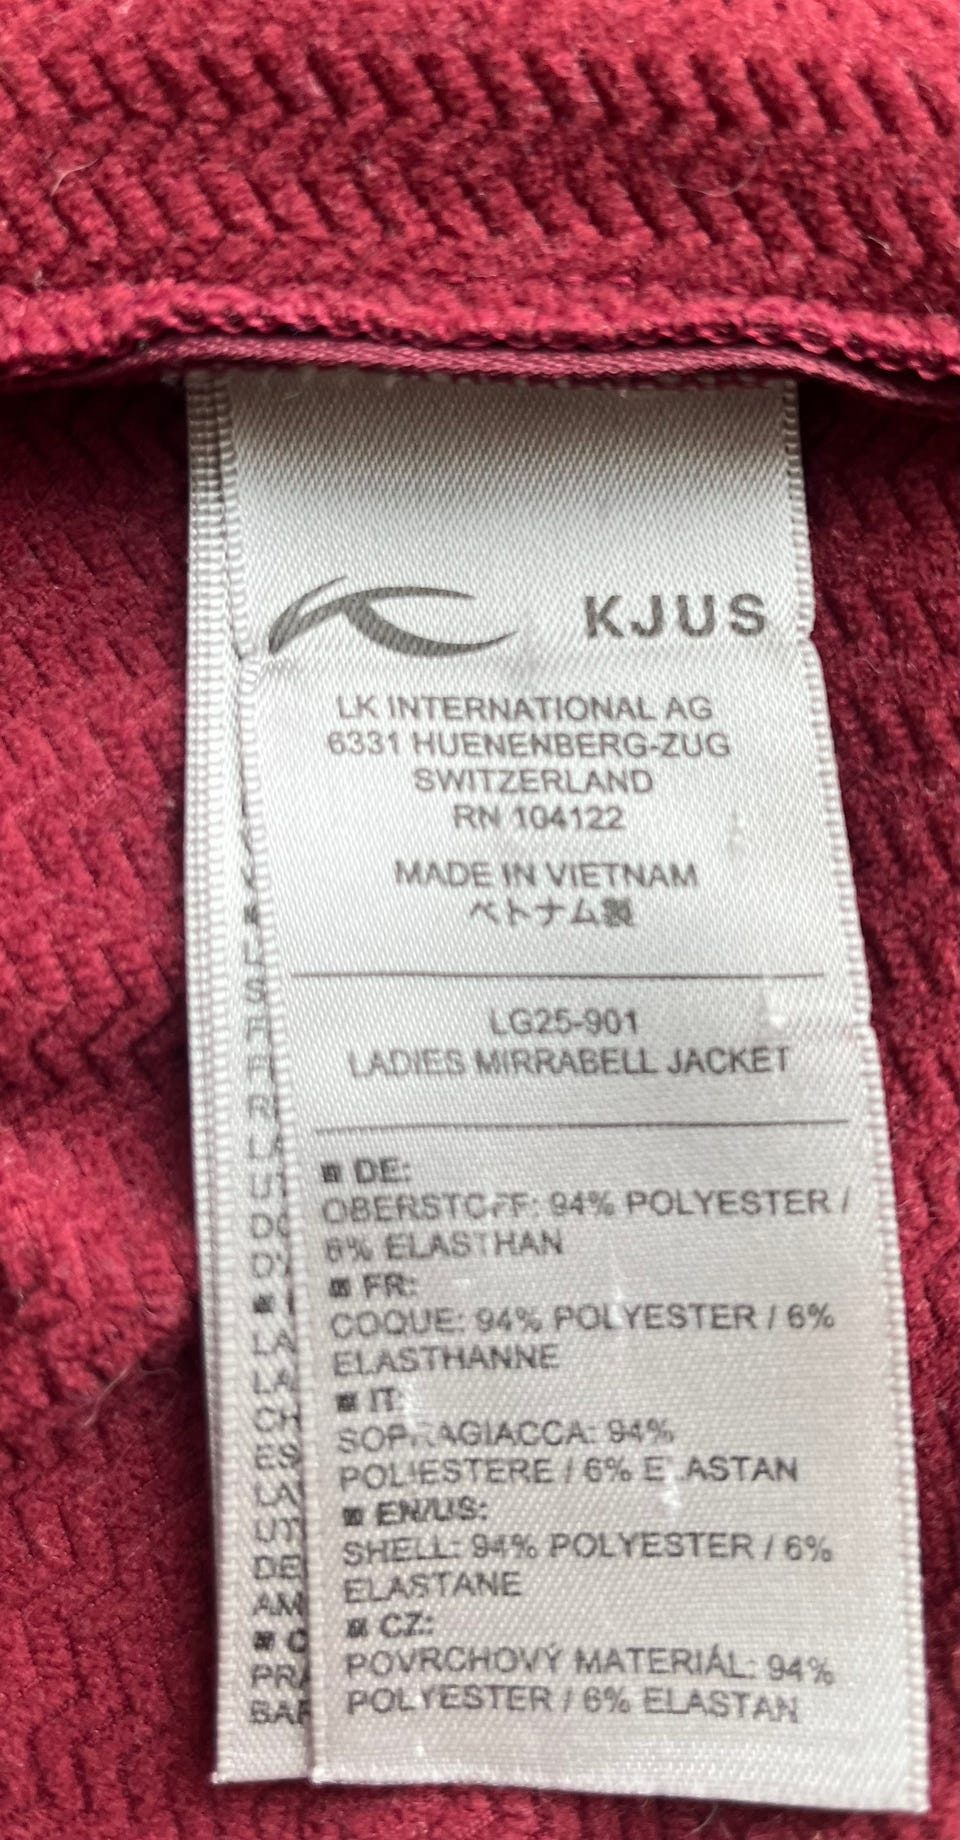 KJUS
LK INTERNATIONAL AG
6331 HUENENBERG-ZUG
SWITZERLAND
RN 104122
MADE IN VIETNAM
ベトナム製
LG25-901
LADIES MIRRABELL JACKET
DE:
OBERSTOFF: 94% POLYESTER /
6% ELASTHAN
FR:
COQUE: 94% POLYESTER / 6%
ELASTHANNE
IT:
SOPRAGIACCA: 94%
POLIESTERE / 6% ELASTAN
EN/US:
SHELL: 94% POLYESTER / 6%
ELASTANE
CZ:
POVRCHOVÝ MATERIÁL: 94%
POLYESTER / 6% ELASTAN